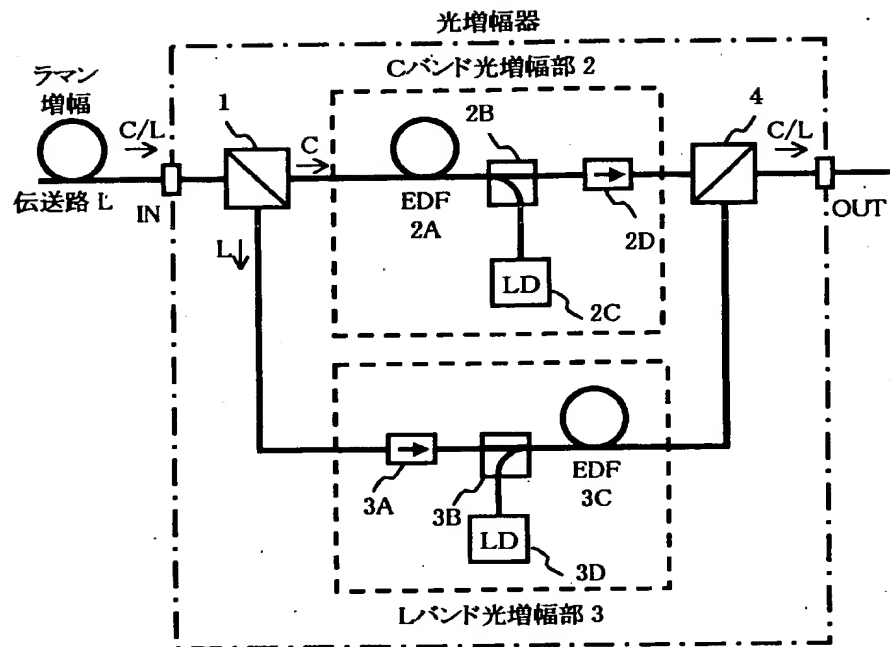 光増幅器
Cバンド光増幅部 2
ラマン
増幅
C/L
1
C
2B
4
C/L
伝送路 L
IN
EDF
2A
2D
OUT
L
LD
2C
3A
3B
EDF
3C
LD
3D
Lバンド光増幅部 3